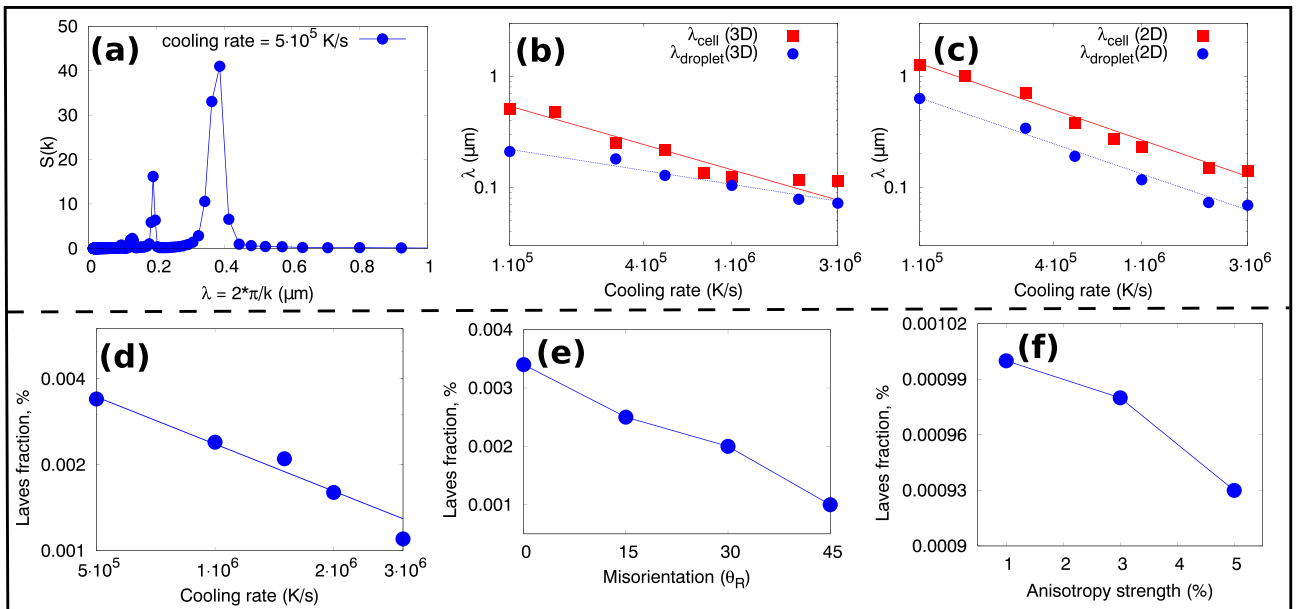 (a)
cooling rate = 5·10⁵ K/s
S(k)
50
40
30
20
10
0
0 0.2 0.4 0.6 0.8 1
λ = 2*π/k (μm)
(b)
λcell (3D)
λdroplet(3D)
λ (μm)
1
0.1
1·10⁵ 4·10⁵ 1·10⁶ 3·10⁶
Cooling rate (K/s)
(c)
λcell (2D)
λdroplet(2D)
λ (μm)
1
0.1
1·10⁵ 4·10⁵ 1·10⁶ 3·10⁶
Cooling rate (K/s)
(d)
Laves fraction, %
0.004
0.002
0.001
5·10⁵ 1·10⁶ 2·10⁶ 3·10⁶
Cooling rate (K/s)
(e)
Laves fraction, %
0.004
0.003
0.002
0.001
0 15 30 45
Misorientation (θR)
(f)
Laves fraction, %
0.00102
0.00099
0.00096
0.00093
0.0009
1 2 3 4 5
Anisotropy strength (%)